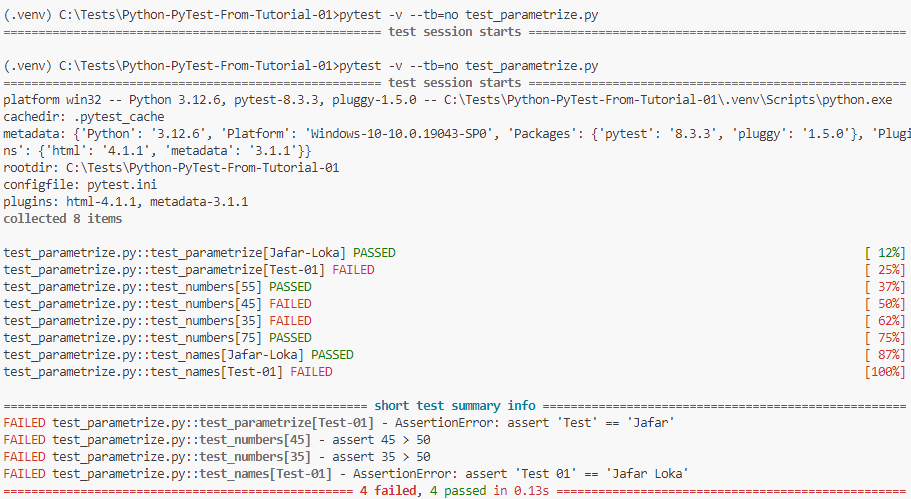 (.venv) C:\Tests\Python-PyTest-From-Tutorial-01>pytest -v --tb=no test_parametrize.py
==================================================== test session starts ====================================================
(.venv) C:\Tests\Python-PyTest-From-Tutorial-01>pytest -v --tb=no test_parametrize.py
==================================================== test session starts ====================================================
platform win32 -- Python 3.12.6, pytest-8.3.3, pluggy-1.5.0 -- C:\Tests\Python-PyTest-From-Tutorial-01\.venv\Scripts\python.exe
cachedir: .pytest_cache
metadata: {'Python': '3.12.6', 'Platform': 'Windows-10-10.0.19043-SP0', 'Packages': {'pytest': '8.3.3', 'pluggy': '1.5.0'}, 'Plugi
ns': {'html': '4.1.1', 'metadata': '3.1.1'}}
rootdir: C:\Tests\Python-PyTest-From-Tutorial-01
configfile: pytest.ini
plugins: html-4.1.1, metadata-3.1.1
collected 8 items
test_parametrize.py::test_parametrize[Jafar-Loka] PASSED [ 12%]
test_parametrize.py::test_parametrize[Test-01] FAILED [ 25%]
test_parametrize.py::test_numbers[55] PASSED [ 37%]
test_parametrize.py::test_numbers[45] FAILED [ 50%]
test_parametrize.py::test_numbers[35] FAILED [ 62%]
test_parametrize.py::test_numbers[75] PASSED [ 75%]
test_parametrize.py::test_names[Jafar-Loka] PASSED [ 87%]
test_parametrize.py::test_names[Test-01] FAILED [100%]
================================================== short test summary info ==================================================
FAILED test_parametrize.py::test_parametrize[Test-01] - AssertionError: assert 'Test' == 'Jafar'
FAILED test_parametrize.py::test_numbers[45] - assert 45 > 50
FAILED test_parametrize.py::test_numbers[35] - assert 35 > 50
FAILED test_parametrize.py::test_names[Test-01] - AssertionError: assert 'Test 01' == 'Jafar Loka'
================================================ 4 failed, 4 passed in 0.13s ================================================